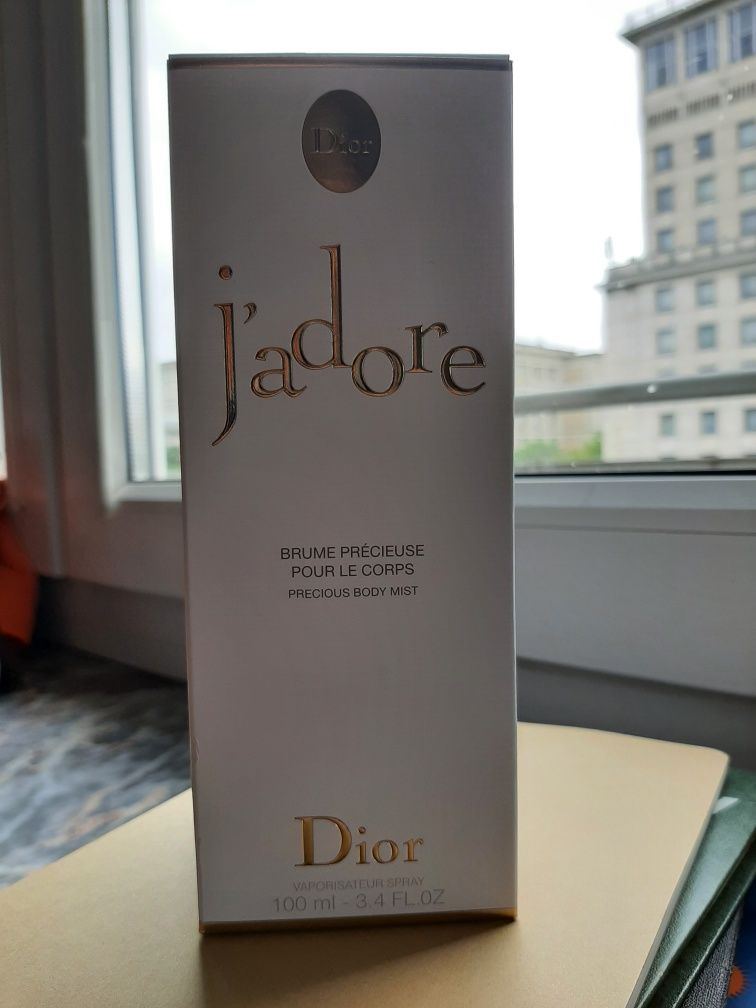 Dior
j'adore
BRUME PRÉCIEUSE
POUR LE CORPS
PRECIOUS BODY MIST
Dior
VAPORISATEUR SPRAY
100 ml - 3.4 FL.OZ